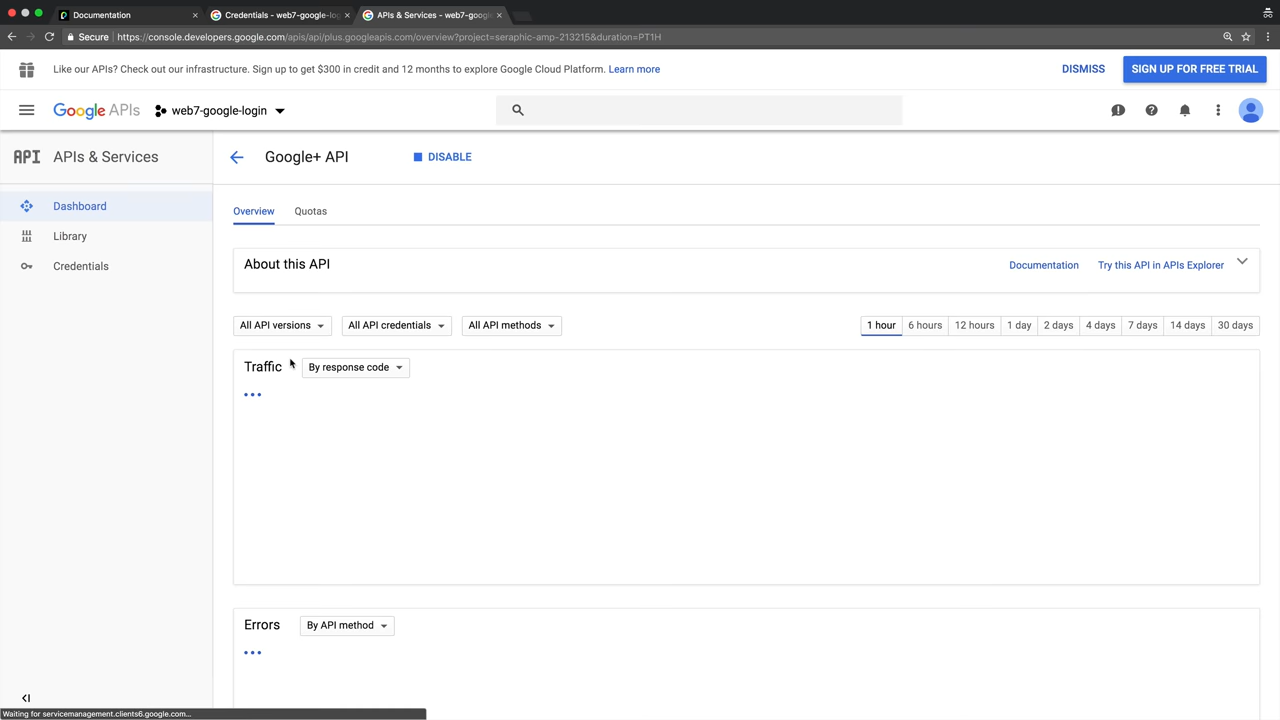 Documentation
Credentials - web7-google-log
APIs & Services - web7-google
Secure https://console.developers.google.com/apis/api/plus.googleapis.com/overview?project=seraphic-amp-213215&duration=PT1H
Like our APIs? Check out our infrastructure. Sign up to get $300 in credit and 12 months to explore Google Cloud Platform. Learn more
DISMISS
SIGN UP FOR FREE TRIAL
Google APIs
web7-google-login
API APIs & Services
Google+ API
DISABLE
Dashboard
Library
Credentials
Overview
Quotas
About this API
Documentation
Try this API in APIs Explorer
All API versions
All API credentials
All API methods
1 hour
6 hours
12 hours
1 day
2 days
4 days
7 days
14 days
30 days
Traffic
By response code
Errors
By API method
Waiting for servicemanagement.clients6.google.com...